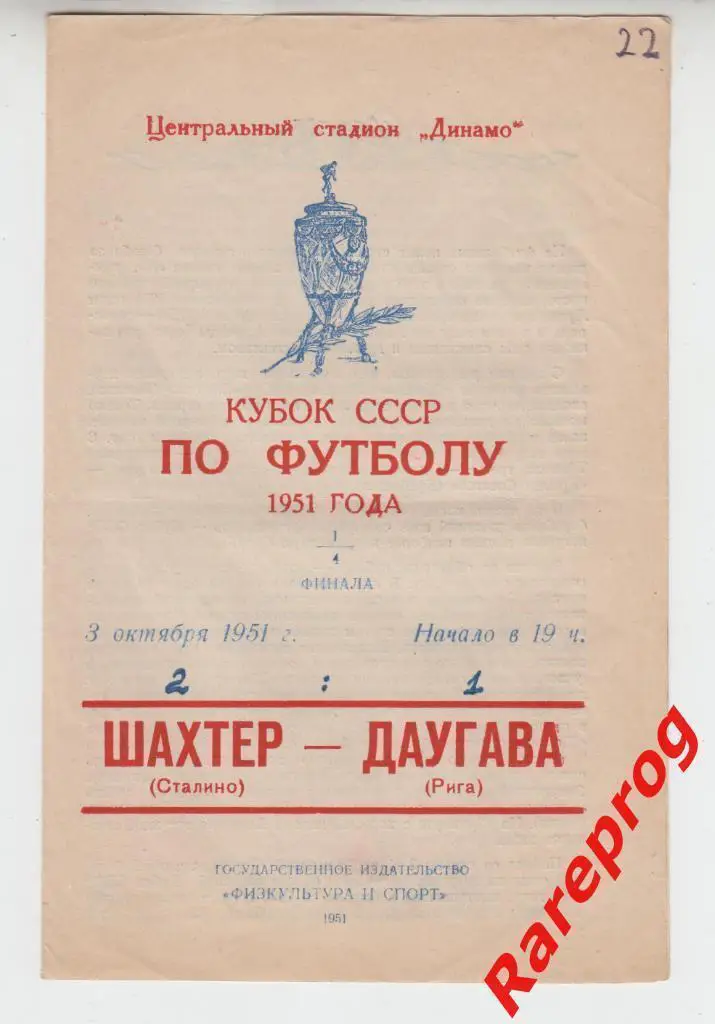 22
Центральный стадион „Динамо"
КУБОК СССР
ПО ФУТБОЛУ
1951 ГОДА
1
4
ФИНАЛА
3 октября 1951 г. Начало в 19 ч.
2 : 1
ШАХТЕР — ДАУГАВА
(Сталино) (Рига)
ГОСУДАРСТВЕННОЕ ИЗДАТЕЛЬСТВО
«ФИЗКУЛЬТУРА И СПОРТ»
1951
Rareprog